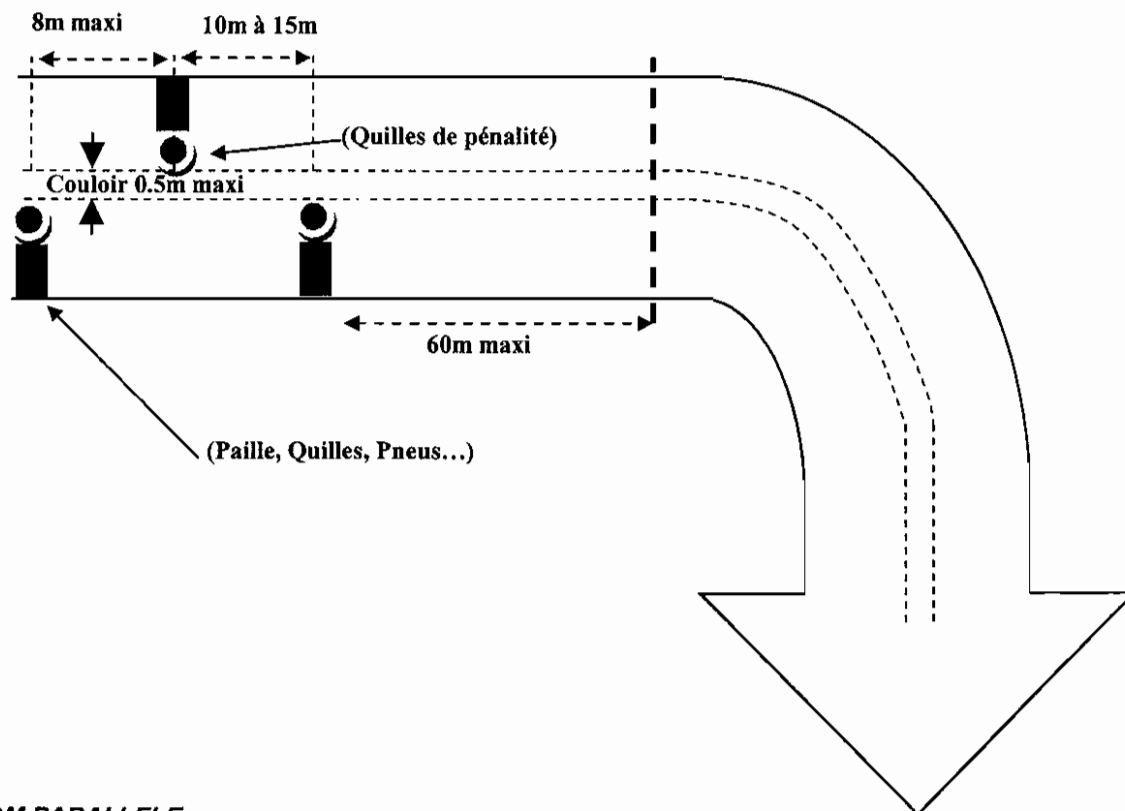 8m maxi
10m à 15m
(Quilles de pénalité)
Couloir 0.5m maxi
60m maxi
(Paille, Quilles, Pneus…)